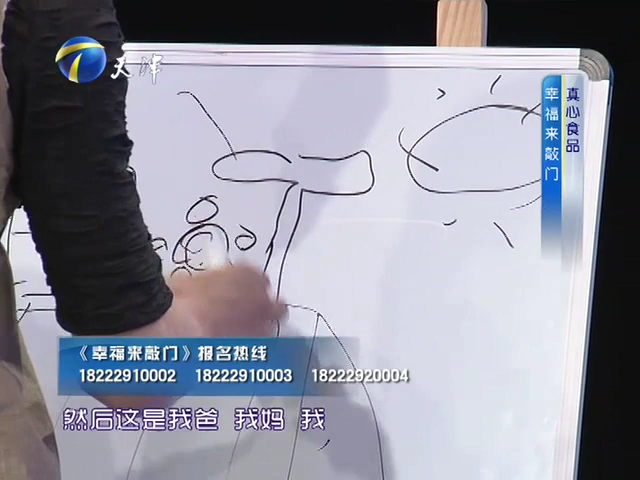 天津
真心食品
幸福来敲门
《幸福来敲门》报名热线
18222910002 18222910003 18222920004
然后这是我爸 我妈 我